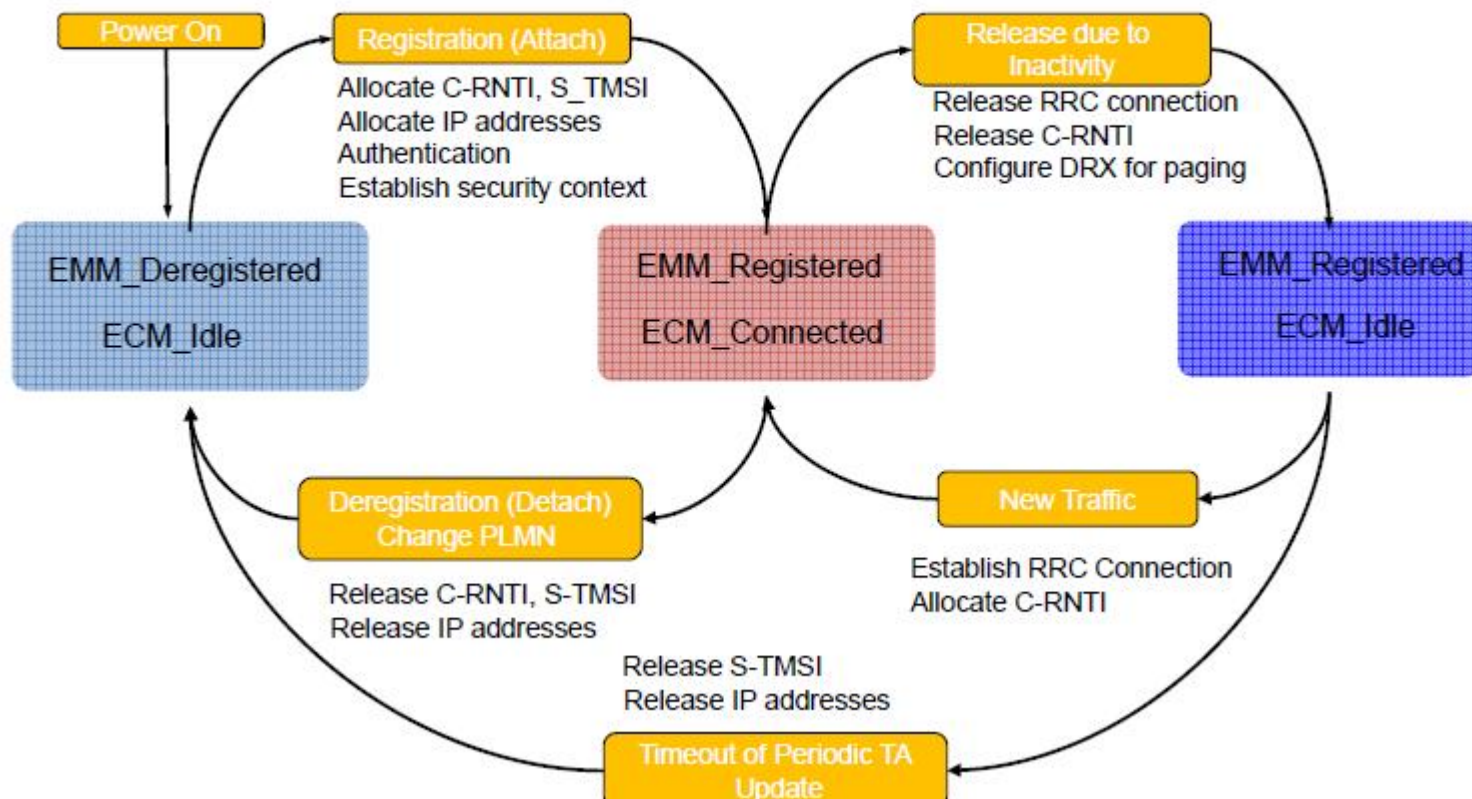 Power On
Registration (Attach)
Allocate C-RNTI, S_TMSI
Allocate IP addresses
Authentication
Establish security context
Release due to
Inactivity
Release RRC connection
Release C-RNTI
Configure DRX for paging
EMM_Deregistered
ECM_Idle
EMM_Registered
ECM_Connected
EMM_Registered
ECM_Idle
Deregistration (Detach)
Change PLMN
Release C-RNTI, S-TMSI
Release IP addresses
New Traffic
Establish RRC Connection
Allocate C-RNTI
Release S-TMSI
Release IP addresses
Timeout of Periodic TA
Update